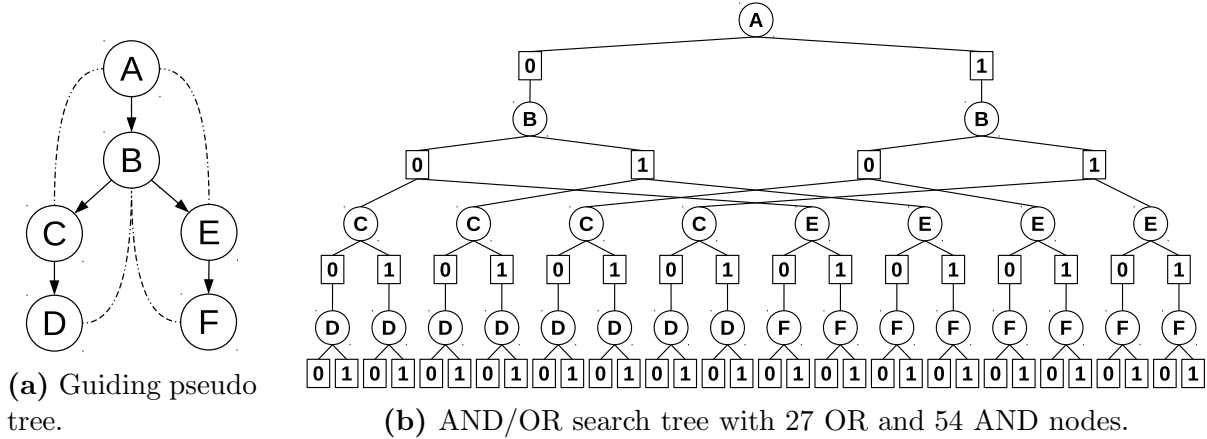 A
B
C E
D F
(a) Guiding pseudo
tree.
A
0 1
B B
0 1 0 1
C C C C E E E E
0 1 0 1 0 1 0 1 0 1 0 1 0 1 0 1
D D D D D D D D F F F F F F F F
0 1 0 1 0 1 0 1 0 1 0 1 0 1 0 1 0 1 0 1 0 1 0 1 0 1 0 1 0 1 0 1
(b) AND/OR search tree with 27 OR and 54 AND nodes.